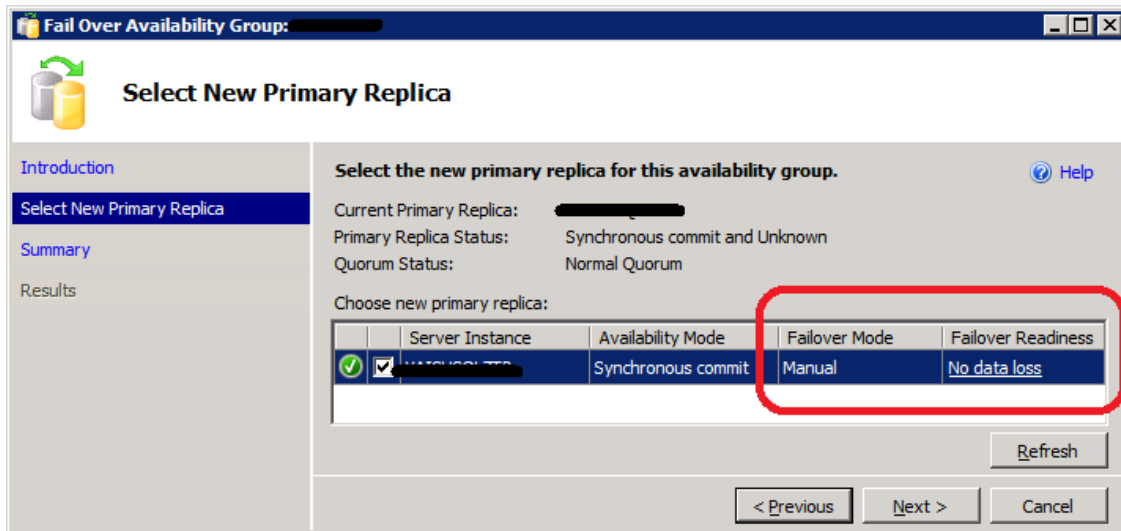 Fail Over Availability Group:
Select New Primary Replica
Introduction
Select New Primary Replica
Summary
Results
Select the new primary replica for this availability group.
Help
Current Primary Replica:
Primary Replica Status: Synchronous commit and Unknown
Quorum Status: Normal Quorum
Choose new primary replica:
Server Instance Availability Mode Failover Mode Failover Readiness
Synchronous commit Manual No data loss
Refresh
< Previous Next > Cancel